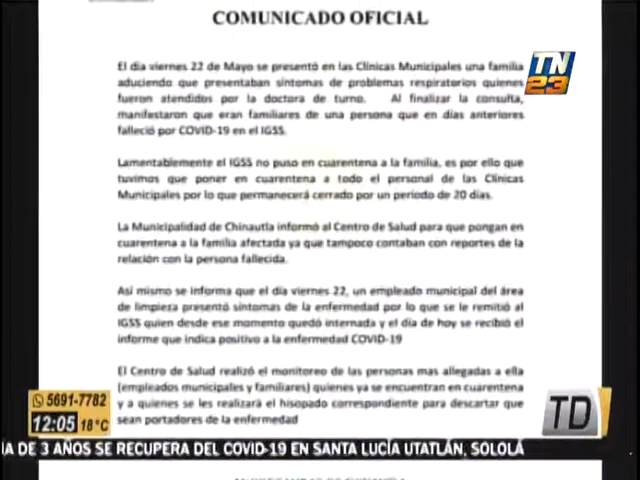 COMUNICADO OFICIAL
El día viernes 22 de Mayo se presentó en las Clínicas Municipales una familia
aduciendo que presentaban síntomas de problemas respiratorios quienes
fueron atendidos por la doctora de turno. Al finalizar la consulta,
manifestaron que eran familiares de una persona que en días anteriores
falleció por COVID-19 en el IGSS.
Lamentablemente el IGSS no puso en cuarentena a la familia, es por ello que
tuvimos que poner en cuarentena a todo el personal de las Clínicas
Municipales por lo que permanecerá cerrado por un período de 20 días.
La Municipalidad de Chinautla informó al Centro de Salud para que pongan en
cuarentena a la familia afectada ya que tampoco contaban con reportes de la
relación con la persona fallecida.
Así mismo se informa que el día viernes 22, un empleado municipal del área
de limpieza presentó síntomas de la enfermedad por lo que se le remitió al
IGSS quien desde ese momento quedó internada y el día de hoy se recibió el
informe que indica positivo a la enfermedad COVID-19
El Centro de Salud realizó el monitoreo de las personas mas allegadas a ella
(empleados municipales y familiares) quienes ya se encuentran en cuarentena
y a quienes se les realizará el hisopado correspondiente para descartar que
sean portadores de la enfermedad
TN
23
5691-7782
12:05 18°C
TD
IA DE 3 AÑOS SE RECUPERA DEL COVID-19 EN SANTA LUCÍA UTATLÁN, SOLOLÁ